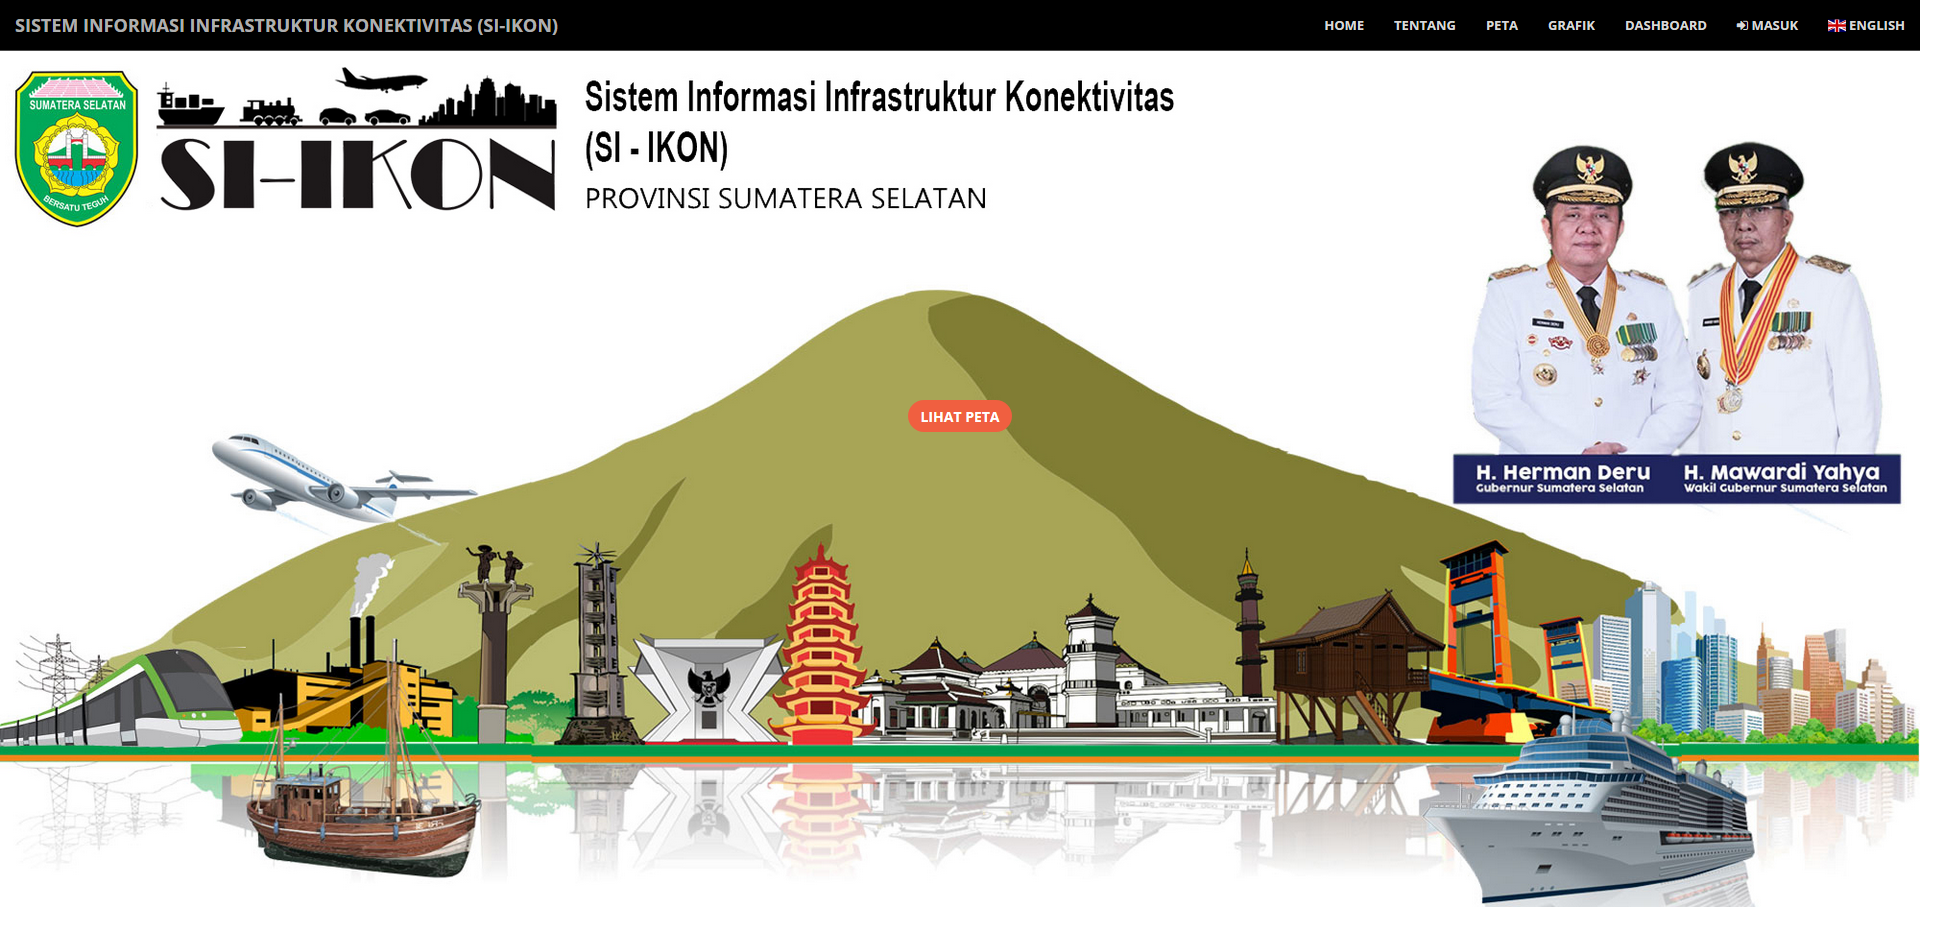 SISTEM INFORMASI INFRASTRUKTUR KONEKTIVITAS (SI-IKON)
HOME
TENTANG
PETA
GRAFIK
DASHBOARD
MASUK
ENGLISH
SUMATERA SELATAN
BERSATU TEGUH
SI-IKON
Sistem Informasi Infrastruktur Konektivitas
(SI - IKON)
PROVINSI SUMATERA SELATAN
HERMAN DERU
LIHAT PETA
H. Herman Deru
Gubernur Sumatera Selatan
H. Mawardi Yahya
Wakil Gubernur Sumatera Selatan